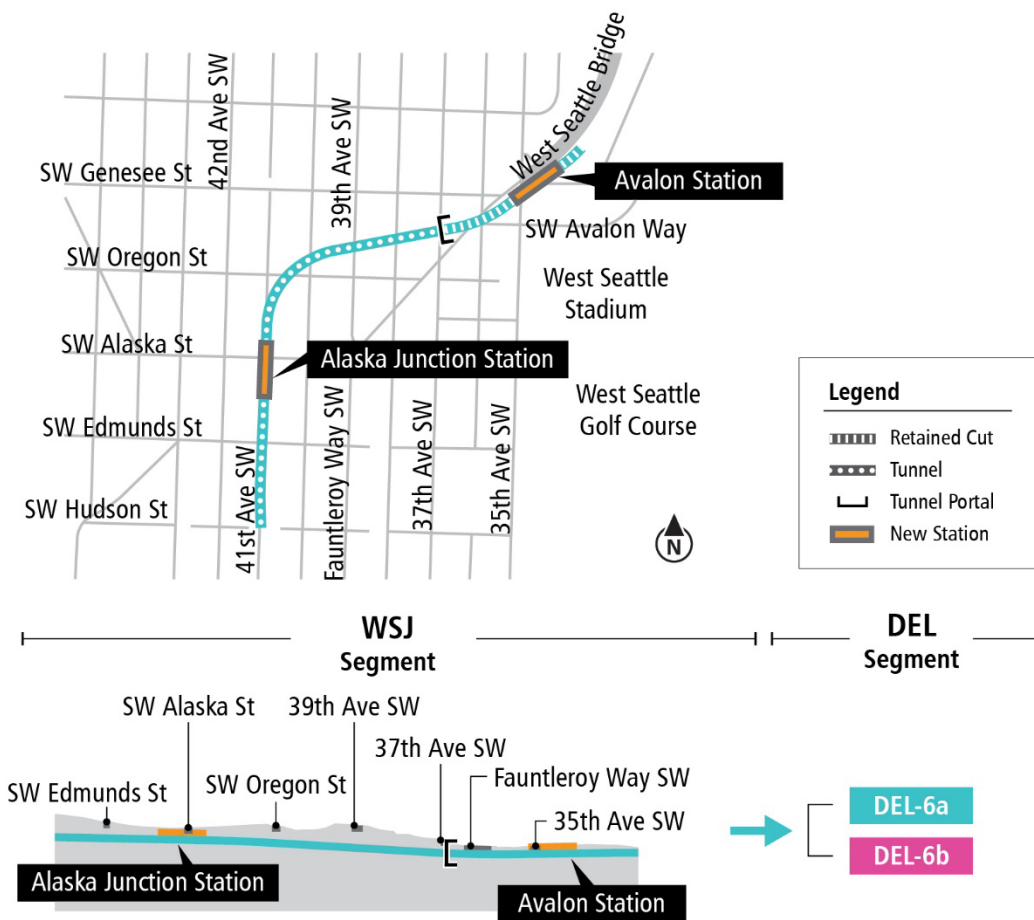 42nd Ave SW
39th Ave SW
West Seattle Bridge
SW Genesee St
Avalon Station
SW Avalon Way
SW Oregon St
West Seattle
Stadium
SW Alaska St
Alaska Junction Station
West Seattle
Golf Course
SW Edmunds St
SW Hudson St
41st Ave SW
Fauntleroy Way SW
37th Ave SW
35th Ave SW
N
Legend
Retained Cut
Tunnel
Tunnel Portal
New Station
WSJ
Segment
DEL
Segment
SW Alaska St
39th Ave SW
37th Ave SW
SW Edmunds St
SW Oregon St
Fauntleroy Way SW
35th Ave SW
Alaska Junction Station
Avalon Station
DEL-6a
DEL-6b